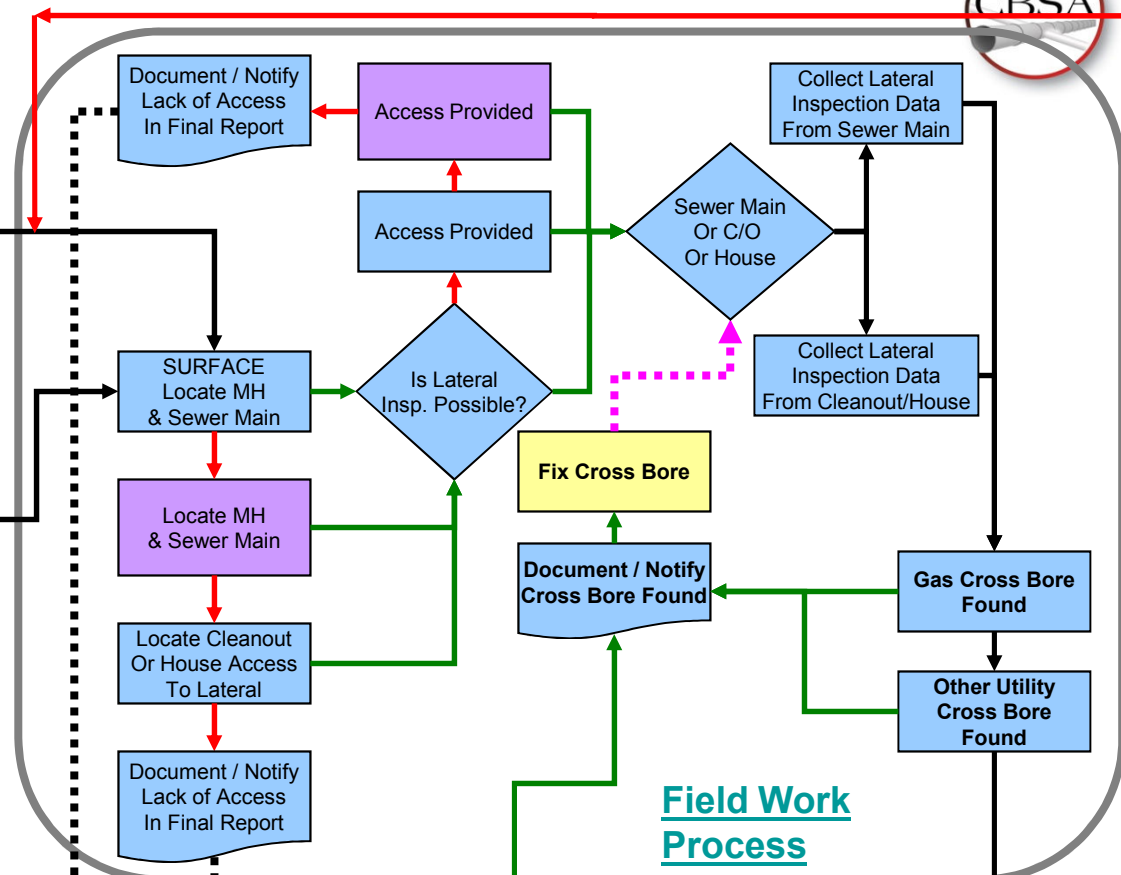 CBSA
Document / Notify
Lack of Access
In Final Report
Access Provided
Collect Lateral
Inspection Data
From Sewer Main
Access Provided
Sewer Main
Or C/O
Or House
SURFACE
Locate MH
& Sewer Main
Is Lateral
Insp. Possible?
Collect Lateral
Inspection Data
From Cleanout/House
Fix Cross Bore
Locate MH
& Sewer Main
Document / Notify
Cross Bore Found
Gas Cross Bore
Found
Locate Cleanout
Or House Access
To Lateral
Other Utility
Cross Bore
Found
Document / Notify
Lack of Access
In Final Report
Field Work
Process